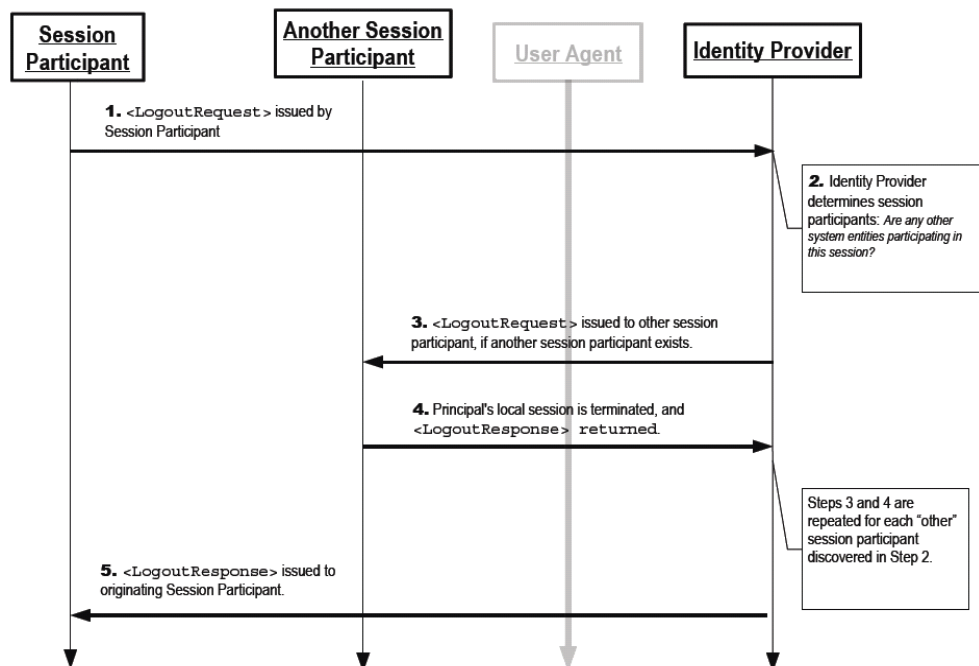 Session
Participant
Another Session
Participant
User Agent
Identity Provider
1. <LogoutRequest> issued by
Session Participant
2. Identity Provider
determines session
participants: Are any other
system entities participating in
this session?
3. <LogoutRequest> issued to other session
participant, if another session participant exists.
4. Principal's local session is terminated, and
<LogoutResponse> returned.
Steps 3 and 4 are
repeated for each “other”
session participant
discovered in Step 2.
5. <LogoutResponse> issued to
originating Session Participant.